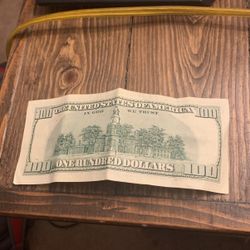 THE UNITED STATES OF AMERICA
100 IN GOD WE TRUST 100
100 ONE HUNDRED DOLLARS 100